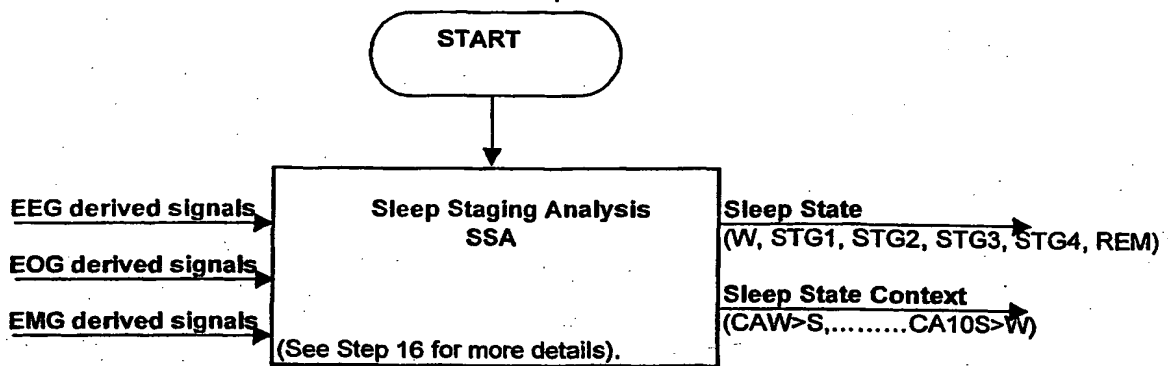 START
EEG derived signals
EOG derived signals
EMG derived signals
Sleep Staging Analysis
SSA
(See Step 16 for more details).
Sleep State
(W, STG1, STG2, STG3, STG4, REM)
Sleep State Context
(CAW>S,.........CA10S>W)